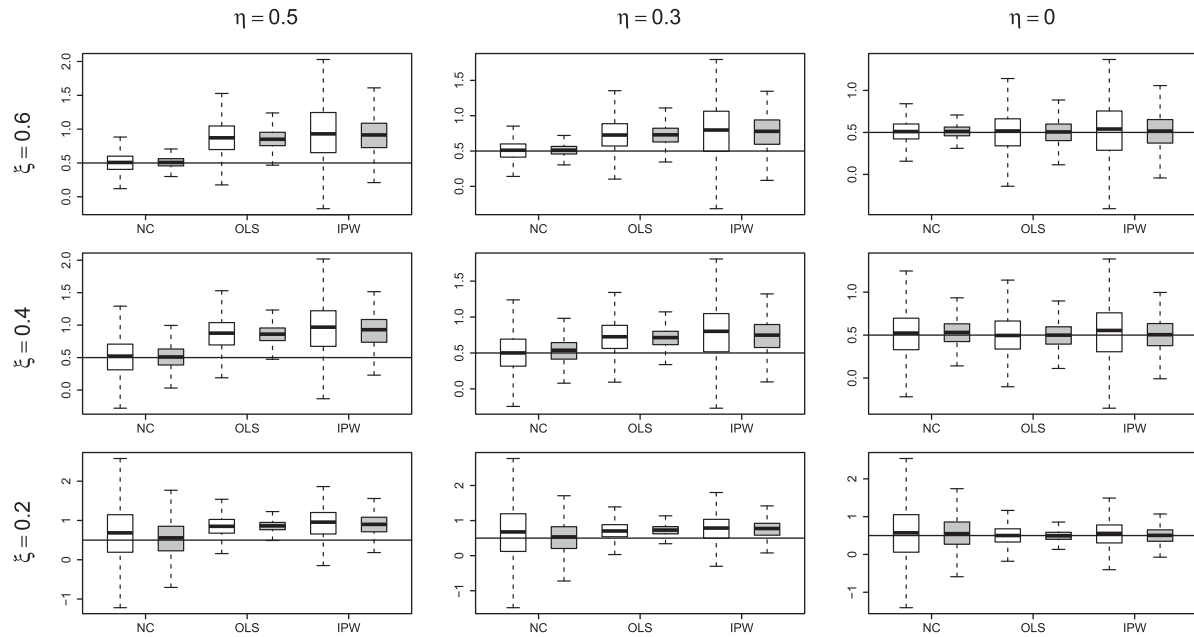 η = 0.5 η = 0.3 η = 0
ξ = 0.6
0.0 0.5 1.0 1.5 2.0
NC OLS IPW
0.0 0.5 1.0 1.5
NC OLS IPW
0.0 0.5 1.0
NC OLS IPW
ξ = 0.4
0.0 0.5 1.0 1.5 2.0
NC OLS IPW
0.0 0.5 1.0 1.5
NC OLS IPW
0.0 0.5 1.0
NC OLS IPW
ξ = 0.2
−1 0 1 2
NC OLS IPW
−1 0 1 2
NC OLS IPW
−1 0 1 2
NC OLS IPW